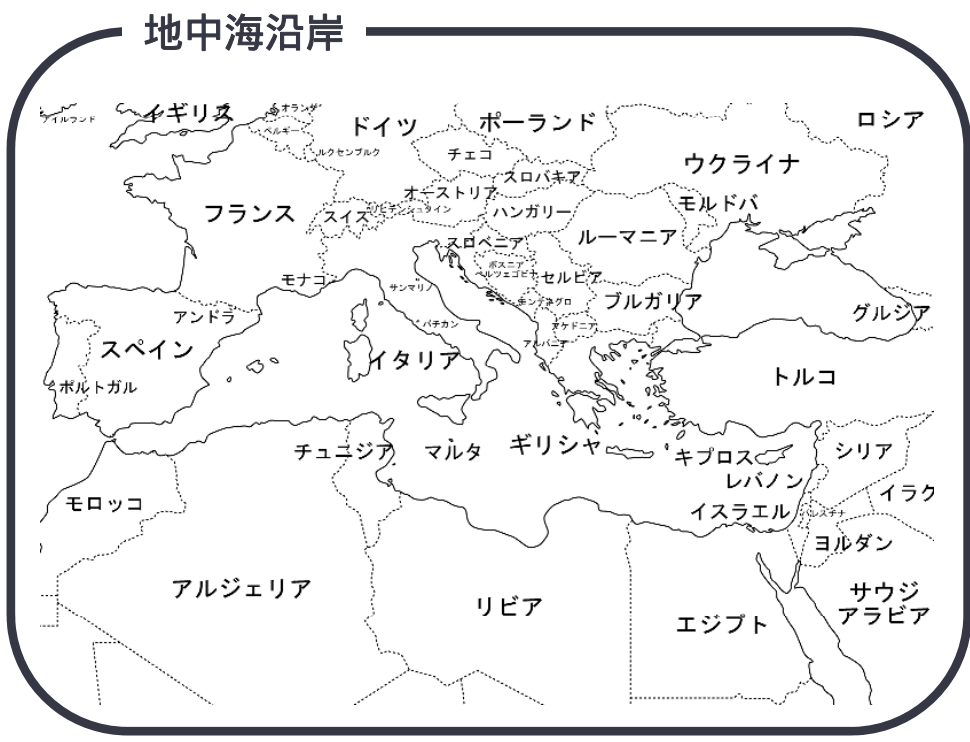 地中海沿岸
アイルランド
イギリス
オランダ
ベルギー
ルクセンブルク
ドイツ
ポーランド
ロシア
チェコ
スロバキア
ウクライナ
オーストリア
リヒテンシュタイン
モルドバ
フランス
スイス
ハンガリー
ルーマニア
スロベニア
ボスニア
ヘルツェゴビナ
セルビア
モナコ
サンマリノ
モンテネグロ
ブルガリア
グルジア
アンドラ
バチカン
マケドニア
アルバニア
スペイン
イタリア
トルコ
ポルトガル
チュニジア
マルタ
ギリシャ
キプロス
シリア
レバノン
イラク
モロッコ
イスラエル
パレスチナ
ヨルダン
アルジェリア
リビア
エジプト
サウジ
アラビア